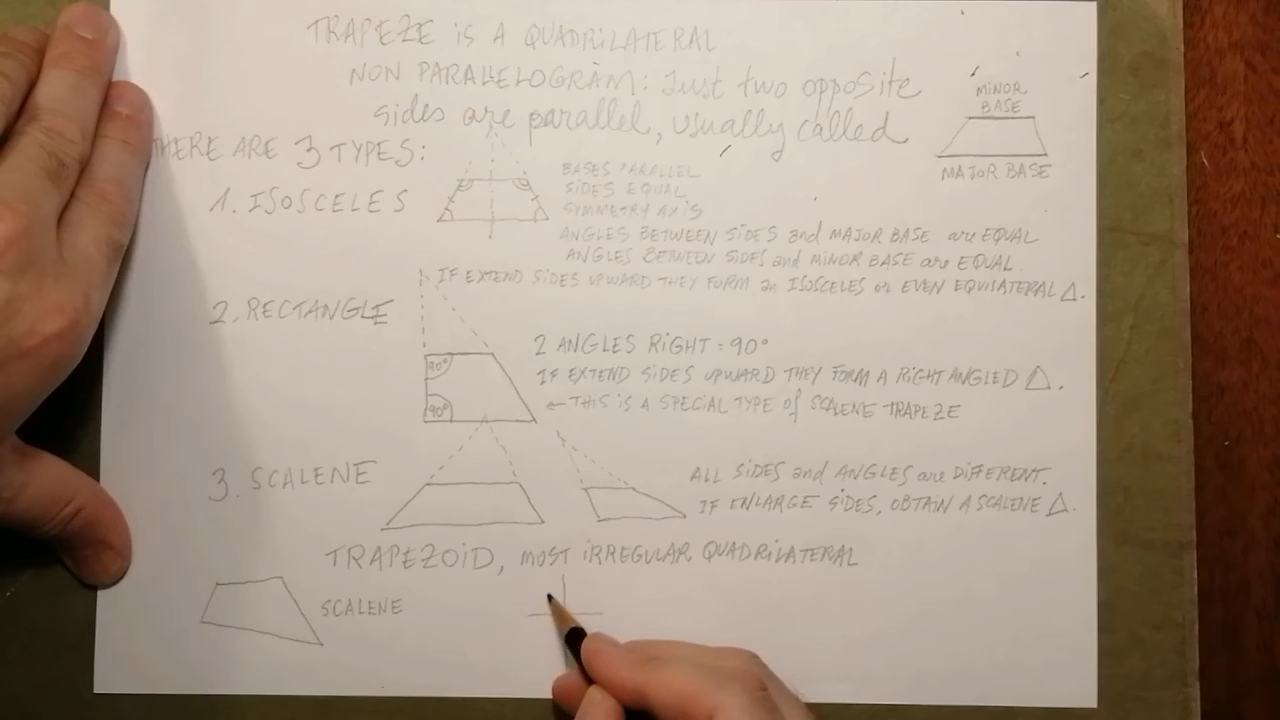 TRAPEZE is A QUADRILATERAL
NON PARALLELOGRAM: Just two opposite
sides are parallel, usually called
MINOR
BASE
MAJOR BASE
THERE ARE 3 TYPES:
1. ISOSCELES
BASES PARALLEL
SIDES EQUAL
SYMMETRY AXIS
ANGLES BETWEEN SIDES and MAJOR BASE are EQUAL
ANGLES BETWEEN SIDES and MINOR BASE are EQUAL
IF EXTEND SIDES UPWARD THEY FORM an ISOSCELES or EVEN EQUILATERAL △.
2. RECTANGLE
90°
90°
2 ANGLES RIGHT = 90°
IF EXTEND SIDES UPWARD THEY FORM A RIGHT ANGLED △.
← THIS IS A SPECIAL TYPE of SCALENE TRAPEZE
3. SCALENE
ALL SIDES and ANGLES are DIFFERENT.
IF ENLARGE SIDES, OBTAIN A SCALENE △.
TRAPEZOID, MOST IRREGULAR QUADRILATERAL
SCALENE